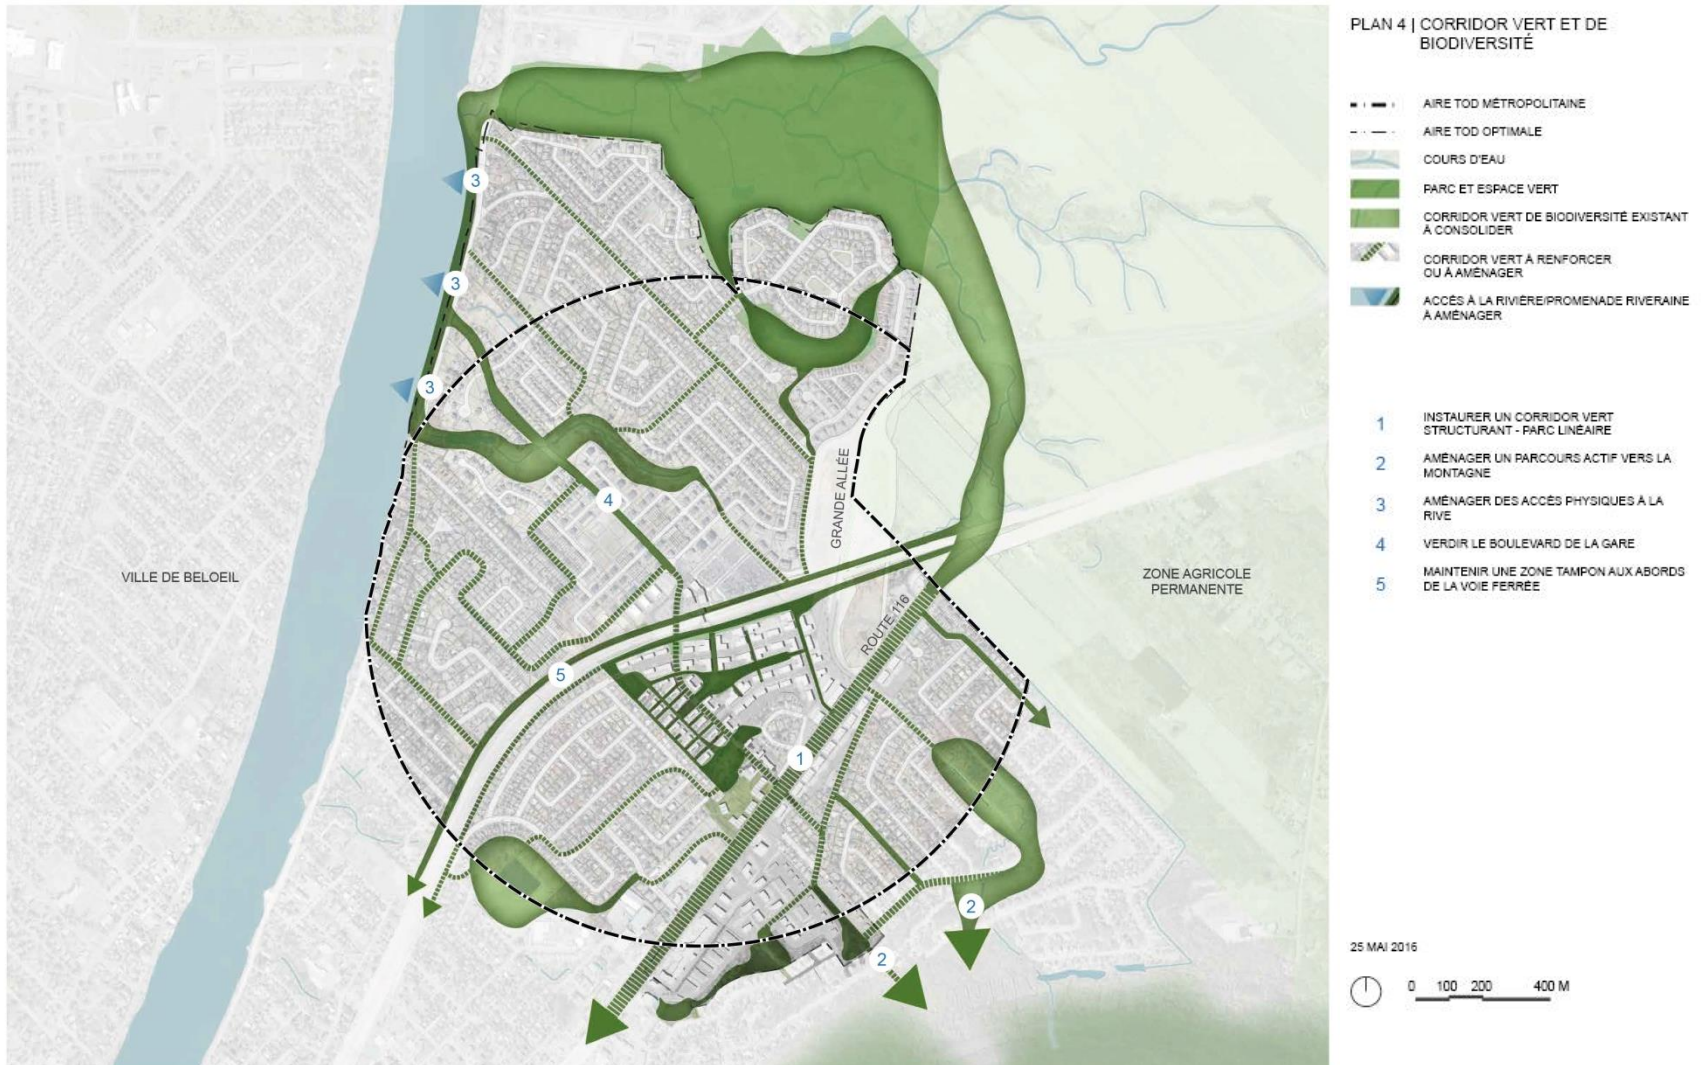 PLAN 4 | CORRIDOR VERT ET DE
BIODIVERSITÉ
AIRE TOD MÉTROPOLITAINE
AIRE TOD OPTIMALE
COURS D'EAU
PARC ET ESPACE VERT
CORRIDOR VERT DE BIODIVERSITÉ EXISTANT
À CONSOLIDER
CORRIDOR VERT À RENFORCER
OU À AMÉNAGER
ACCÈS À LA RIVIÈRE/PROMENADE RIVERAINE
À AMÉNAGER
1 INSTAURER UN CORRIDOR VERT
STRUCTURANT - PARC LINÉAIRE
2 AMÉNAGER UN PARCOURS ACTIF VERS LA
MONTAGNE
3 AMÉNAGER DES ACCÈS PHYSIQUES À LA
RIVE
4 VERDIR LE BOULEVARD DE LA GARE
5 MAINTENIR UNE ZONE TAMPON AUX ABORDS
DE LA VOIE FERRÉE
25 MAI 2016
0 100 200 400 M
3
3
3
4
GRANDE ALLÉE
VILLE DE BELOEIL
ZONE AGRICOLE
PERMANENTE
ROUTE 116
5
1
2
2